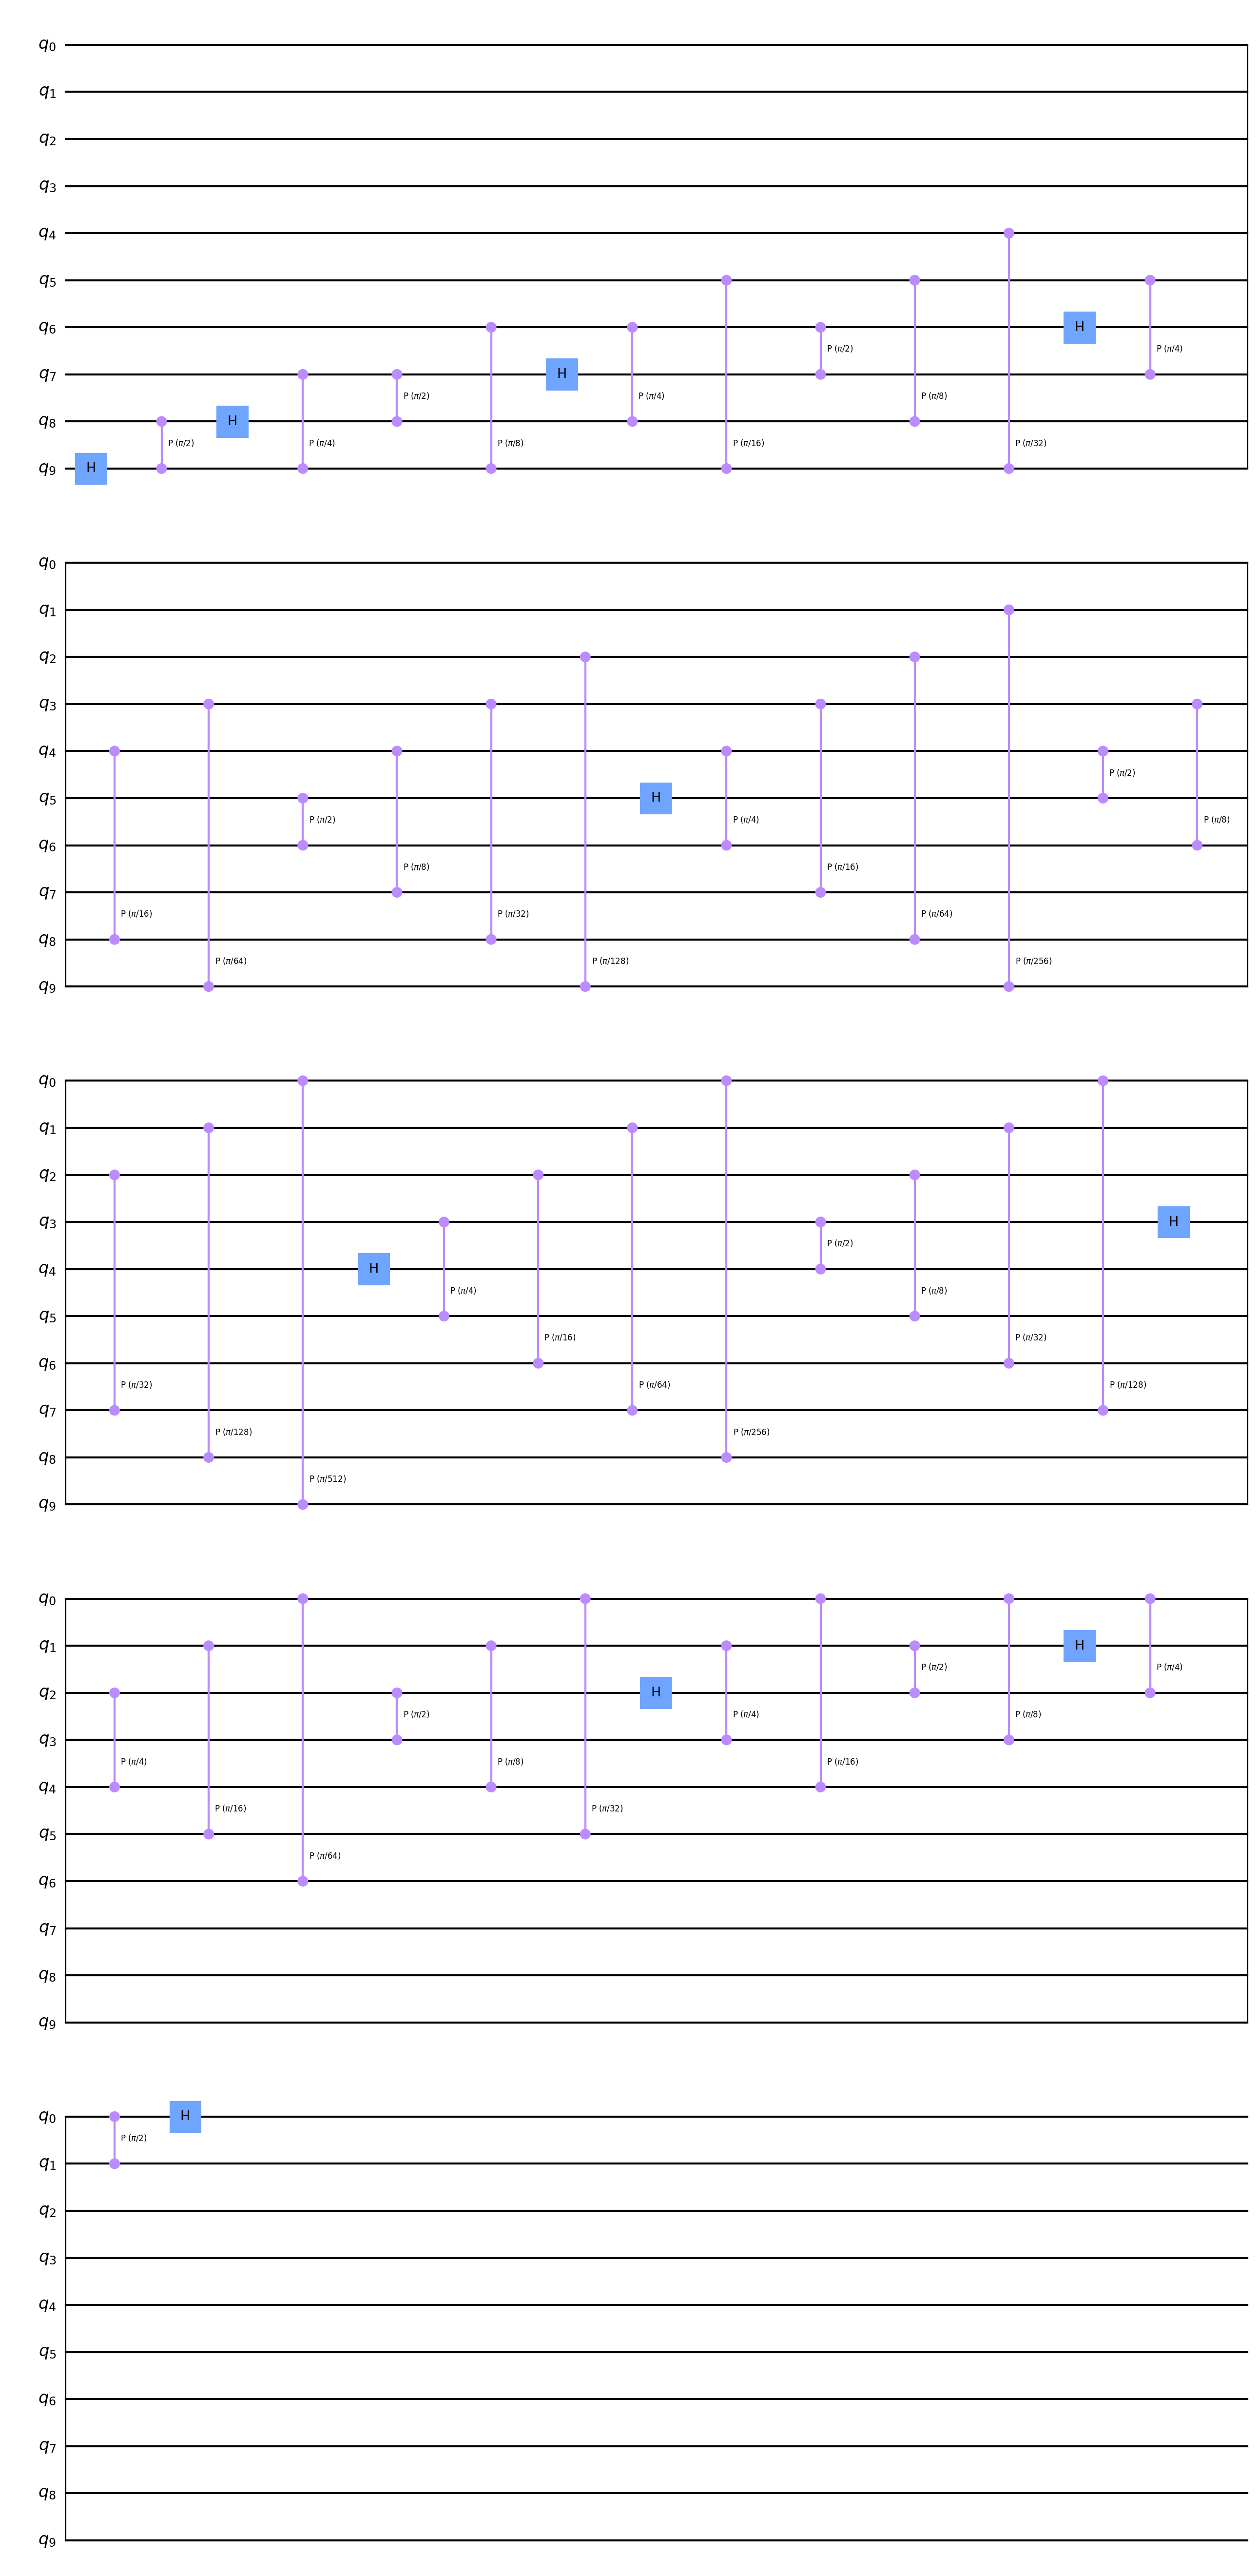 q0
q1
q2
q3
q4
q5
H
q6
P (π/2)
P (π/4)
H
q7
P (π/2)
P (π/4)
P (π/8)
H
q8
P (π/2)
P (π/4)
P (π/8)
P (π/16)
P (π/32)
H
q9
q0
q1
q2
q3
q4
P (π/2)
H
q5
P (π/2)
P (π/4)
P (π/8)
q6
P (π/8)
P (π/16)
q7
P (π/16)
P (π/32)
P (π/64)
q8
P (π/64)
P (π/128)
P (π/256)
q9
q0
q1
q2
H
q3
P (π/2)
H
q4
P (π/4)
P (π/8)
q5
P (π/16)
P (π/32)
q6
P (π/32)
P (π/64)
P (π/128)
q7
P (π/128)
P (π/256)
q8
P (π/512)
q9
q0
H
q1
P (π/2)
P (π/4)
H
q2
P (π/2)
P (π/4)
P (π/8)
q3
P (π/4)
P (π/8)
P (π/16)
q4
P (π/16)
P (π/32)
q5
P (π/64)
q6
q7
q8
q9
H
q0
P (π/2)
q1
q2
q3
q4
q5
q6
q7
q8
q9